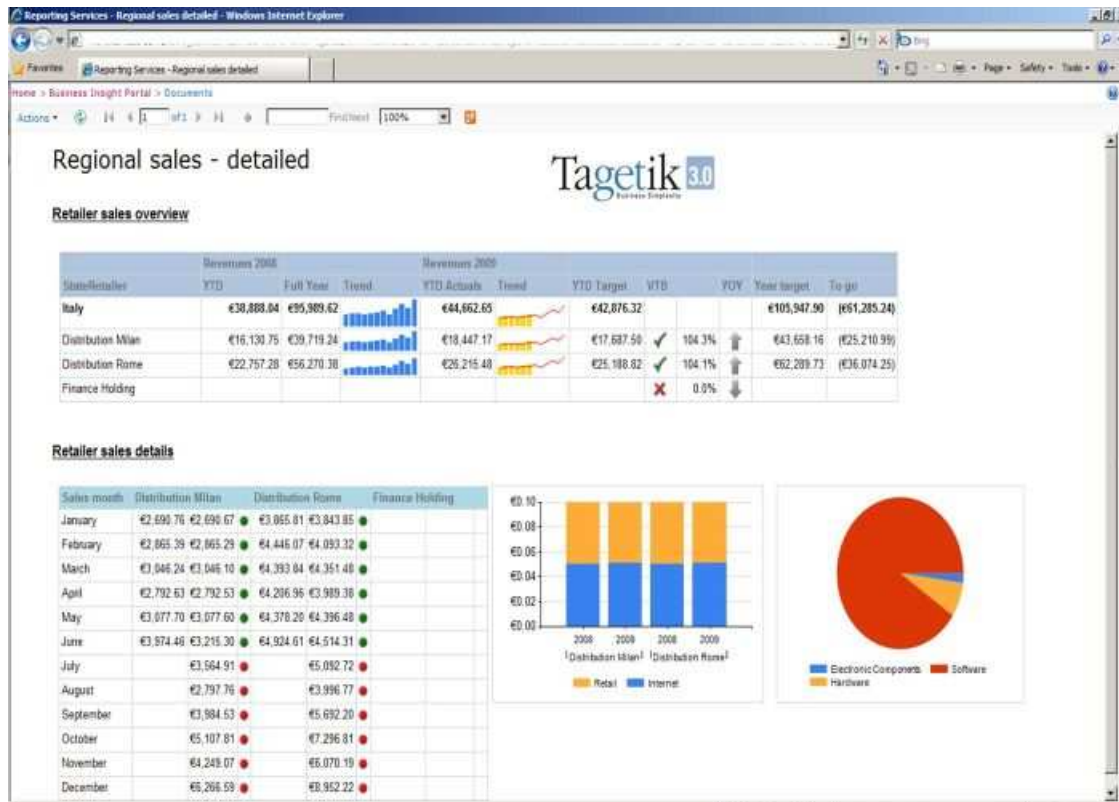 Reporting Services - Regional sales detailed - Windows Internet Explorer
bing
Favorites Reporting Services - Regional sales detailed
Page Safety Tools
Home > Business Insight Portal > Documents
Actions 1 of 1 Find Next 100%
Regional sales - detailed
Tagetik 3.0
Business Simplexity
Retailer sales overview
Revenues 2008 Revenues 2009
State/Retailer YTD Full Year Trend YTD Actuals Trend YTD Target VTB YOY Year target To go
Italy €38,888.04 €95,989.62 €44,662.65 €42,876.32 €105,947.90 (€61,285.24)
Distribution Milan €16,130.75 €39,719.24 €18,447.17 €17,687.50 104.3% €43,658.16 (€25,210.99)
Distribution Rome €22,757.28 €56,270.38 €26,215.48 €25,188.82 104.1% €62,289.73 (€36,074.25)
Finance Holding 0.0%
Retailer sales details
Sales month Distribution Milan Distribution Rome Finance Holding
January €2,690.76 €2,690.67 €3,865.81 €3,843.85
February €2,865.39 €2,865.29 €4,446.07 €4,093.32
March €3,046.24 €3,046.10 €4,393.84 €4,351.48
April €2,792.63 €2,792.53 €4,206.96 €3,989.38
May €3,077.70 €3,077.60 €4,378.20 €4,396.48
June €3,974.46 €3,215.30 €4,924.61 €4,514.31
July €3,564.91 €5,092.72
August €2,797.76 €3,996.77
September €3,984.53 €5,692.20
October €5,107.81 €7,296.81
November €4,249.07 €6,070.19
December €6,266.59 €8,952.22
€0.10
€0.08
€0.06
€0.04
€0.02
€0.00
2008 2009 2008 2009
Distribution Milan Distribution Rome
Retail Internet
Electronic Components Software
Hardware